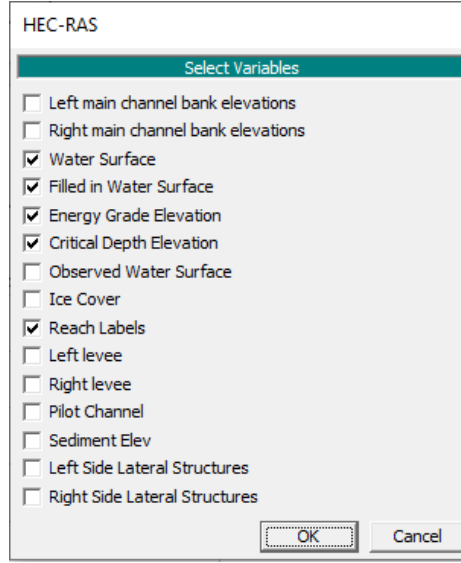 HEC-RAS
Select Variables
Left main channel bank elevations
Right main channel bank elevations
Water Surface
Filled in Water Surface
Energy Grade Elevation
Critical Depth Elevation
Observed Water Surface
Ice Cover
Reach Labels
Left levee
Right levee
Pilot Channel
Sediment Elev
Left Side Lateral Structures
Right Side Lateral Structures
OK Cancel